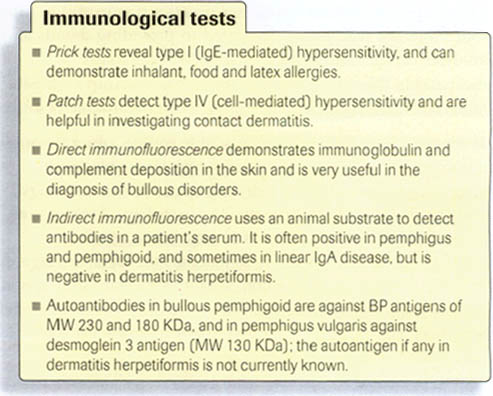 Immunological tests
■ Prick tests reveal type I (IgE-mediated) hypersensitivity, and can
demonstrate inhalant, food and latex allergies.
■ Patch tests detect type IV (cell-mediated) hypersensitivity and are
helpful in investigating contact dermatitis.
■ Direct immunofluorescence demonstrates immunoglobulin and
complement deposition in the skin and is very useful in the
diagnosis of bullous disorders.
■ Indirect immunofluorescence uses an animal substrate to detect
antibodies in a patient's serum. It is often positive in pemphigus
and pemphigoid, and sometimes in linear IgA disease, but is
negative in dermatitis herpetiformis.
■ Autoantibodies in bullous pemphigoid are against BP antigens of
MW 230 and 180 KDa, and in pemphigus vulgaris against
desmoglein 3 antigen (MW 130 KDa); the autoantigen if any in
dermatitis herpetiformis is not currently known.